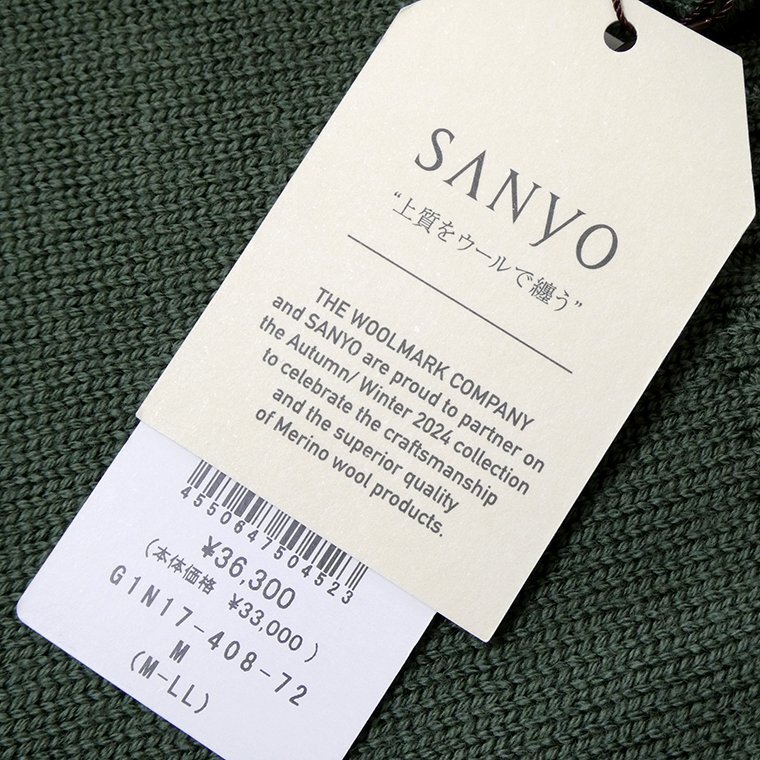 SANYO
“上質をウールで纏う”
THE WOOLMARK COMPANY
and SANYO are proud to partner on
the Autumn/ Winter 2024 collection
to celebrate the craftsmanship
and the superior quality
of Merino wool products.
4550647504523
¥36,300
(本体価格 ¥33,000 )
G1N17-408-72
M
(M-LL)